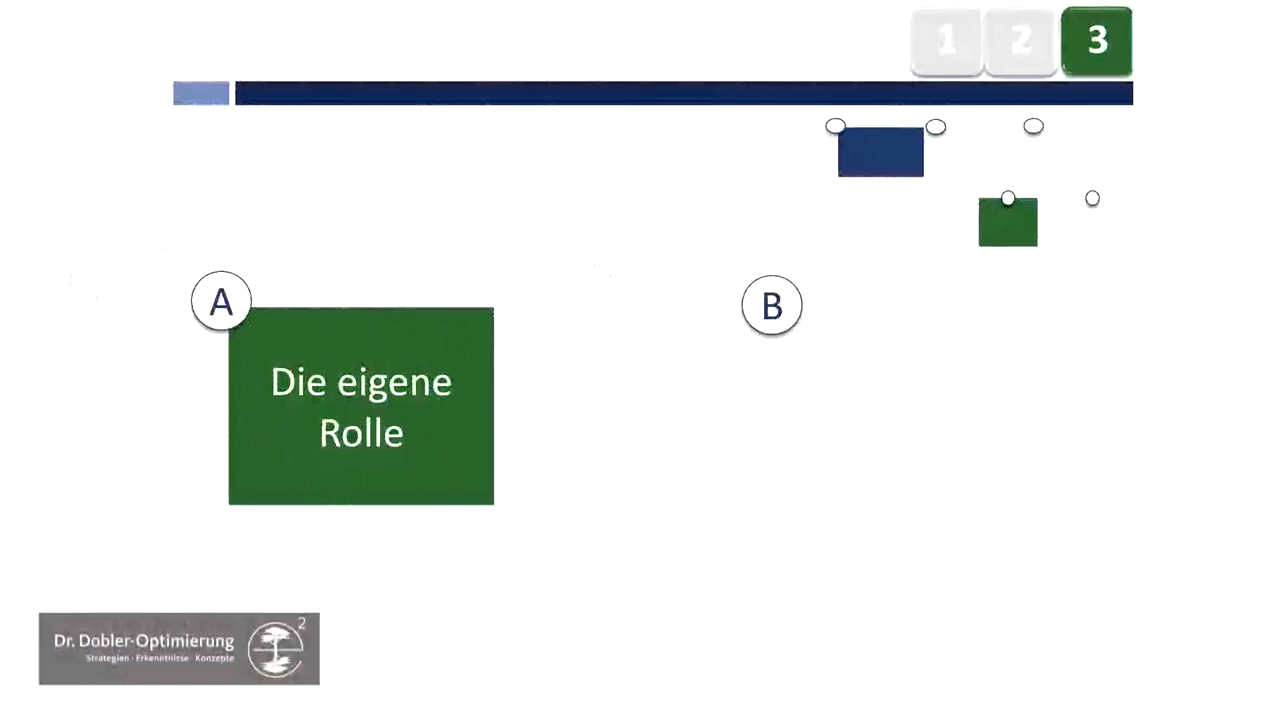 1 2 3
A
B
Die eigene
Rolle
Dr. Dobler-Optimierung
2
Strategien · Erkenntnisse · Konzepte